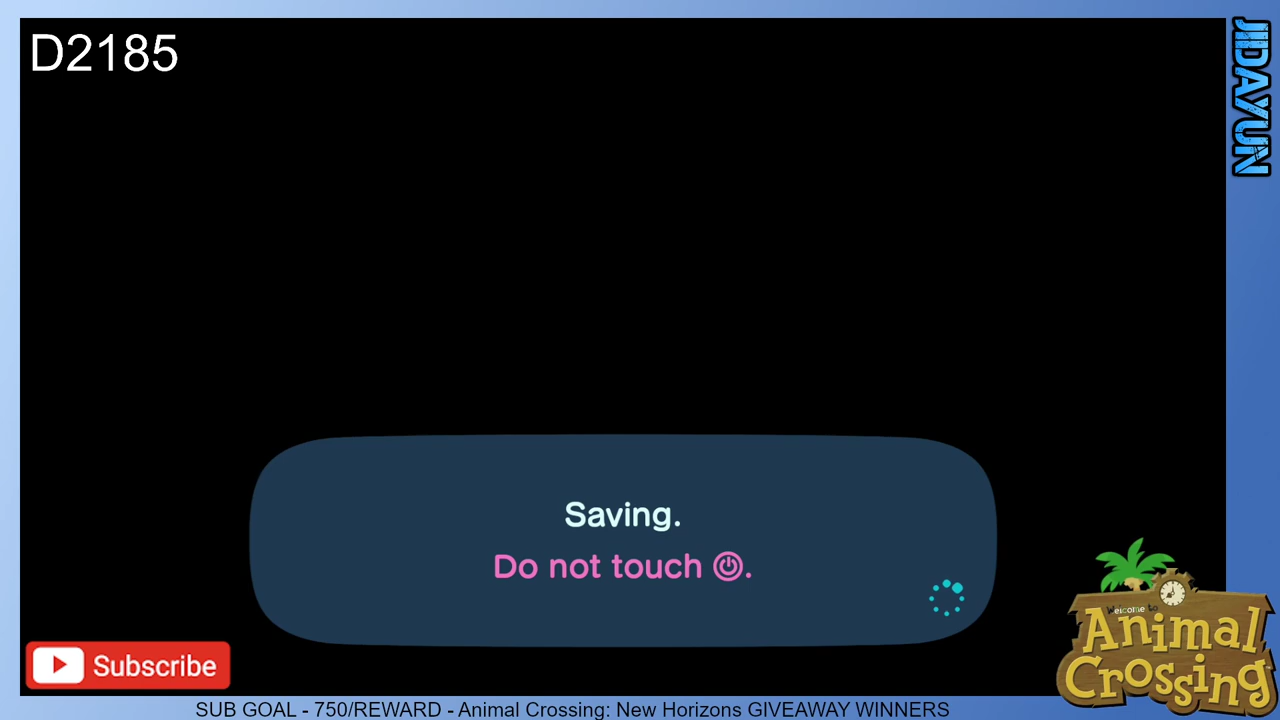 D2185
JIDAYUN
Saving.
Do not touch ⏻.
Welcome to
Animal
Crossing
Subscribe
SUB GOAL - 750/REWARD - Animal Crossing: New Horizons GIVEAWAY WINNERS